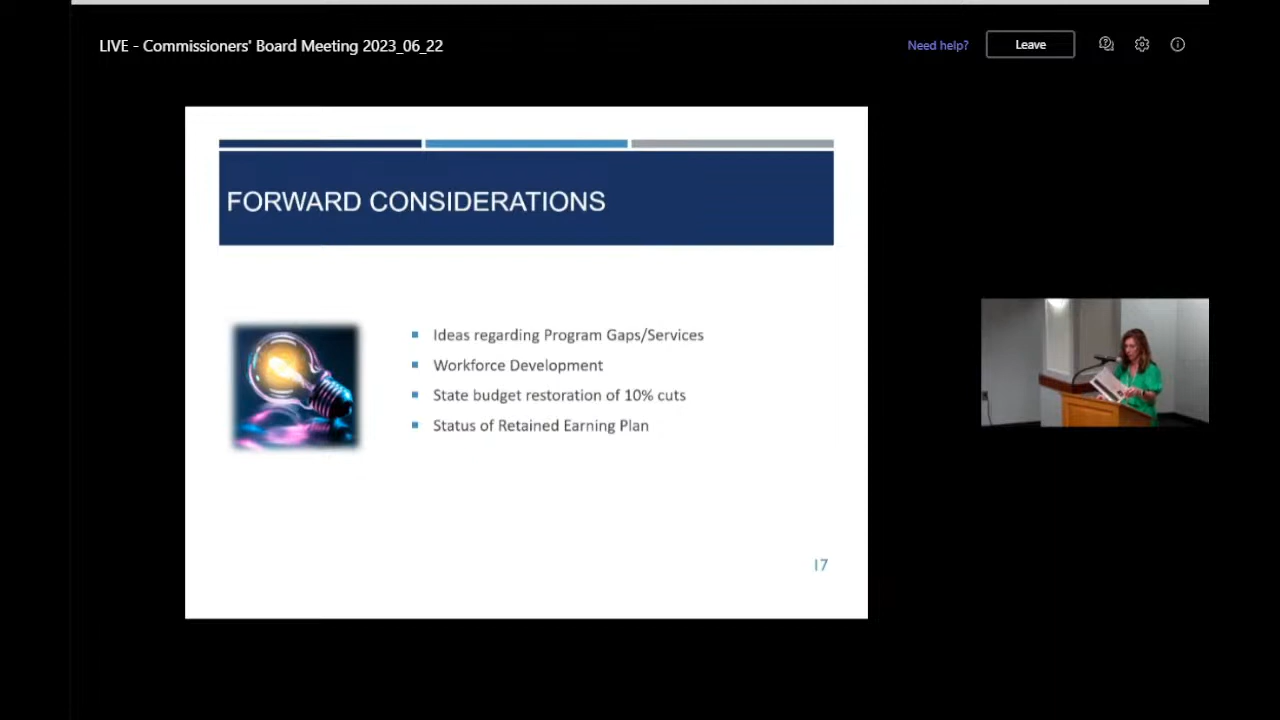 LIVE - Commissioners' Board Meeting 2023_06_22
Need help?
Leave
FORWARD CONSIDERATIONS
Ideas regarding Program Gaps/Services
Workforce Development
State budget restoration of 10% cuts
Status of Retained Earning Plan
17